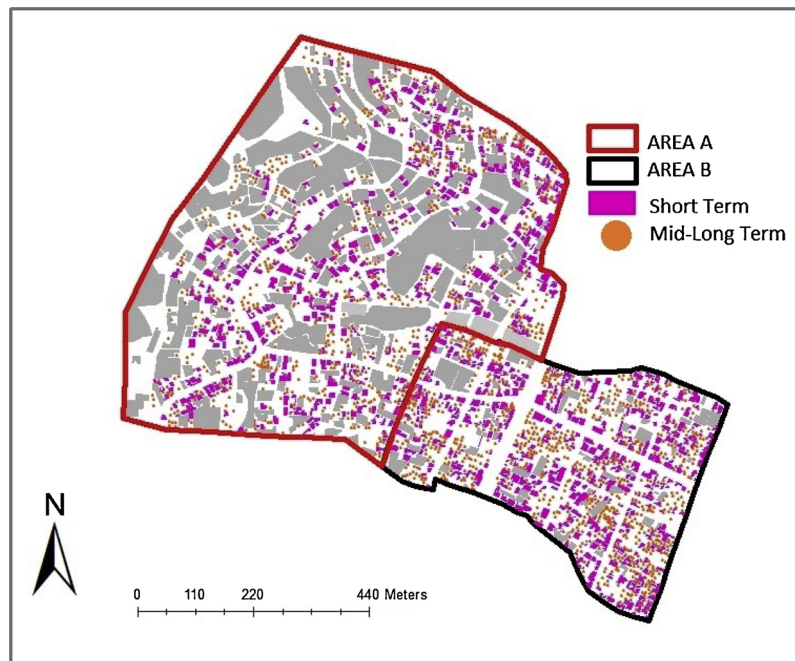 AREA A
AREA B
Short Term
Mid-Long Term
N
0 110 220 440 Meters